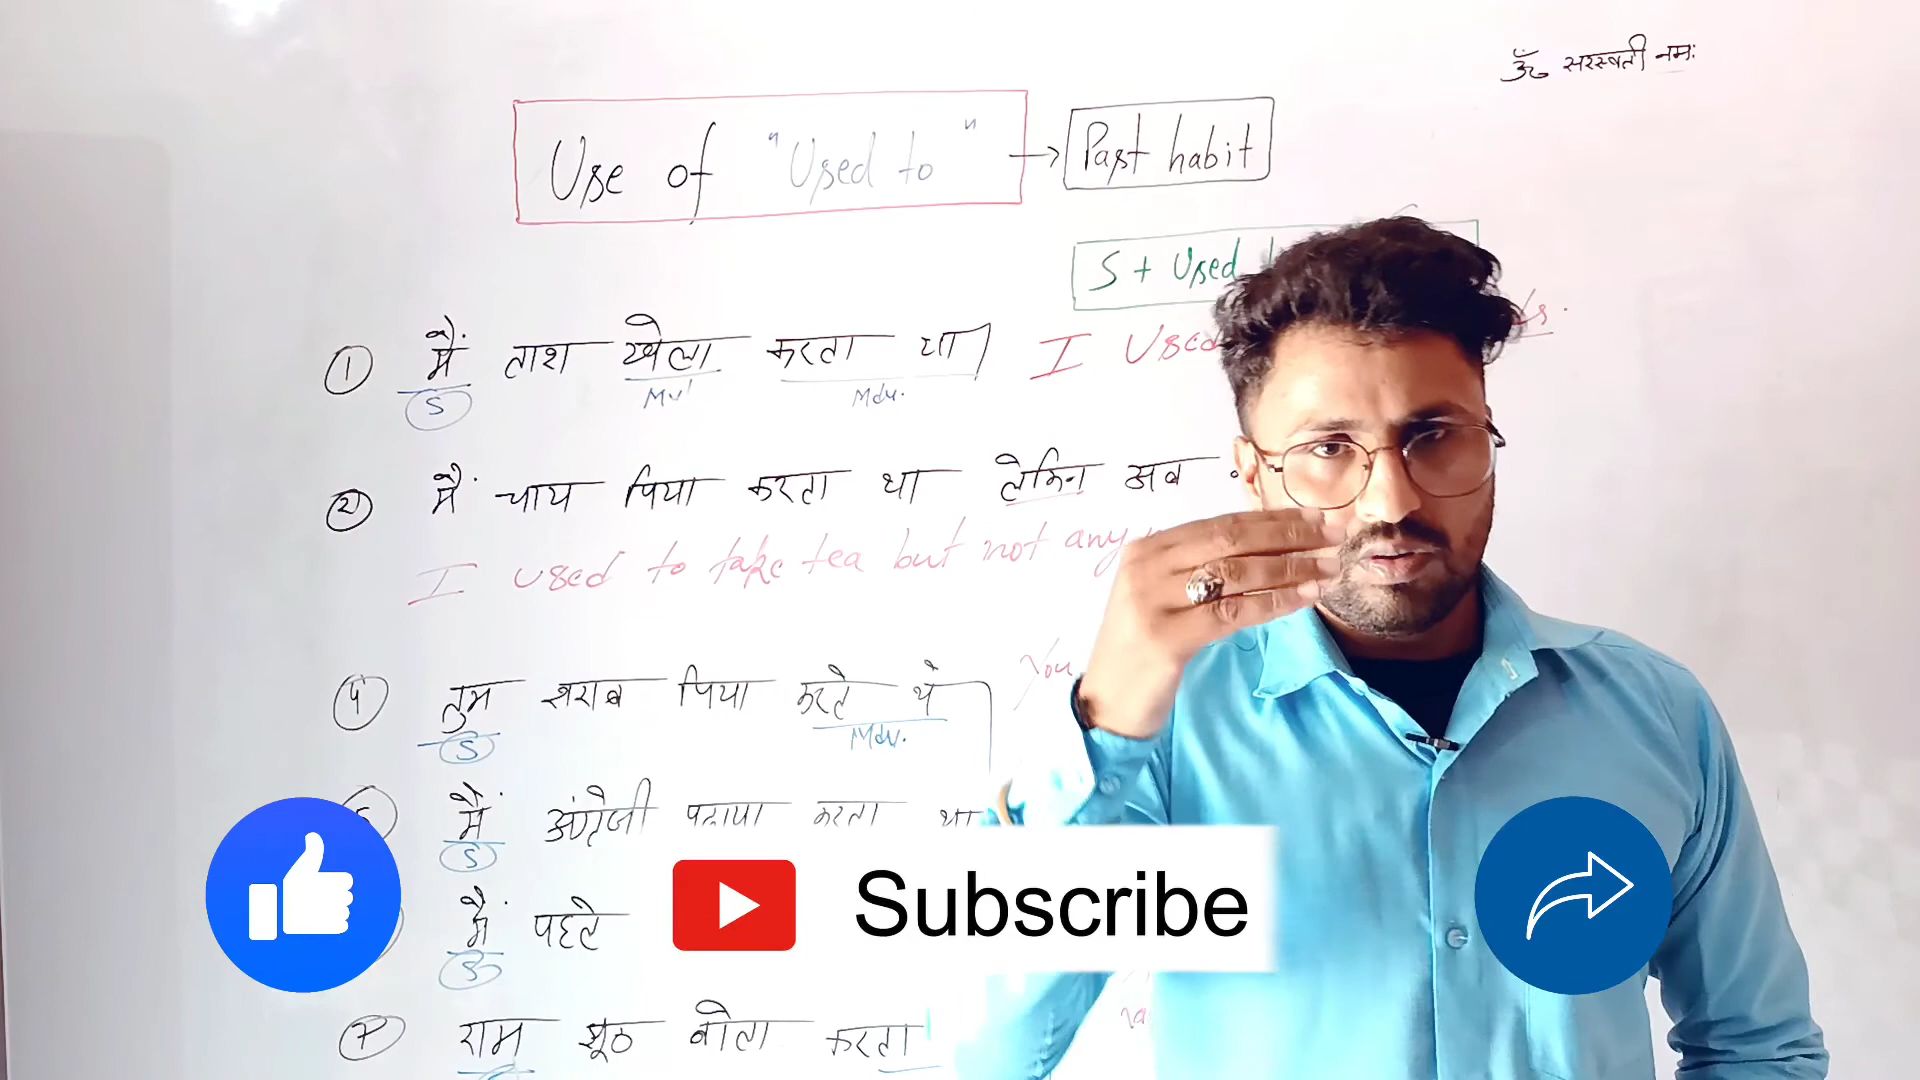 ॐ सरस्वती नमः
Use of "Used to" → Past habit
S + Used
① मैं ताश खेला करता था I Used
S Mv Mdv.
② मैं चाय पिया करता था लेकिन अब
I used to take tea but not any
तुम शराब पिया करते थे You
S Mdv.
मैं अंग्रेजी पढाया करता था
S
मैं पहले
S
Subscribe
राम झूठ बोला करता